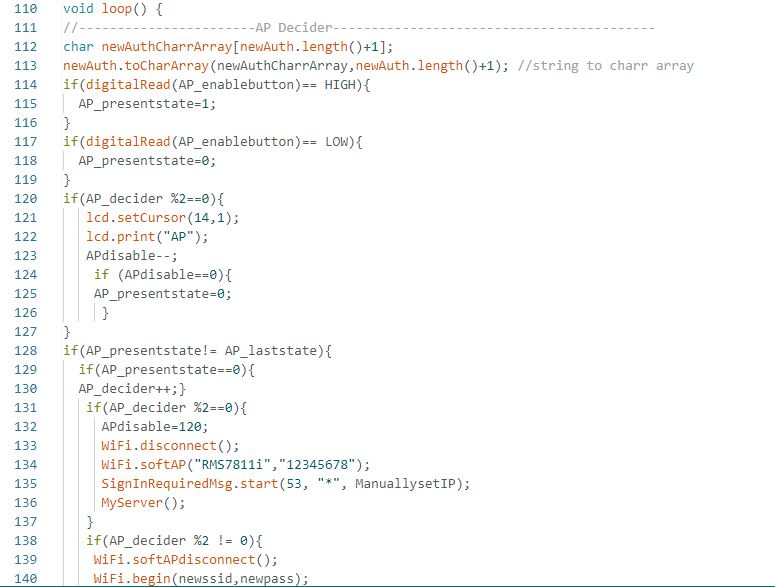 110 void loop() {
111 //-----------------------AP Decider------------------------------------------
112 char newAuthCharrArray[newAuth.length()+1];
113 newAuth.toCharArray(newAuthCharrArray,newAuth.length()+1); //string to charr array
114 if(digitalRead(AP_enablebutton)== HIGH){
115   AP_presentstate=1;
116 }
117 if(digitalRead(AP_enablebutton)== LOW){
118   AP_presentstate=0;
119 }
120 if(AP_decider %2==0){
121    lcd.setCursor(14,1);
122    lcd.print("AP");
123    APdisable--;
124     if (APdisable==0){
125     AP_presentstate=0;
126      }
127 }
128 if(AP_presentstate!= AP_laststate){
129   if(AP_presentstate==0){
130   AP_decider++;}
131    if(AP_decider %2==0){
132      APdisable=120;
133      WiFi.disconnect();
134      WiFi.softAP("RMS7811i","12345678");
135      SignInRequiredMsg.start(53, "*", ManuallysetIP);
136      MyServer();
137    }
138    if(AP_decider %2 != 0){
139     WiFi.softAPdisconnect();
140     WiFi.begin(newssid,newpass);